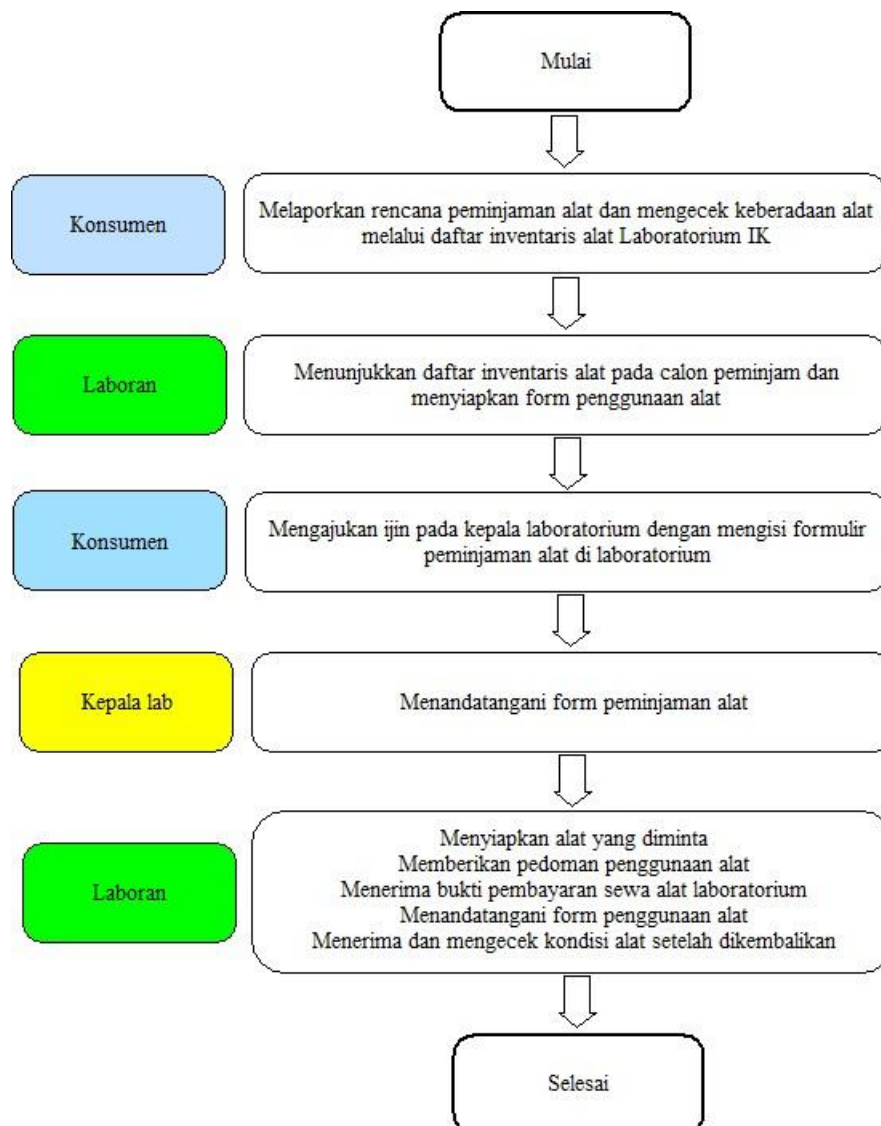 Mulai
Konsumen
Melaporkan rencana peminjaman alat dan mengecek keberadaan alat
melalui daftar inventaris alat Laboratorium IK
Laboran
Menunjukkan daftar inventaris alat pada calon peminjam dan
menyiapkan form penggunaan alat
Konsumen
Mengajukan ijin pada kepala laboratorium dengan mengisi formulir
peminjaman alat di laboratorium
Kepala lab
Menandatangani form peminjaman alat
Laboran
Menyiapkan alat yang diminta
Memberikan pedoman penggunaan alat
Menerima bukti pembayaran sewa alat laboratorium
Menandatangani form penggunaan alat
Menerima dan mengecek kondisi alat setelah dikembalikan
Selesai